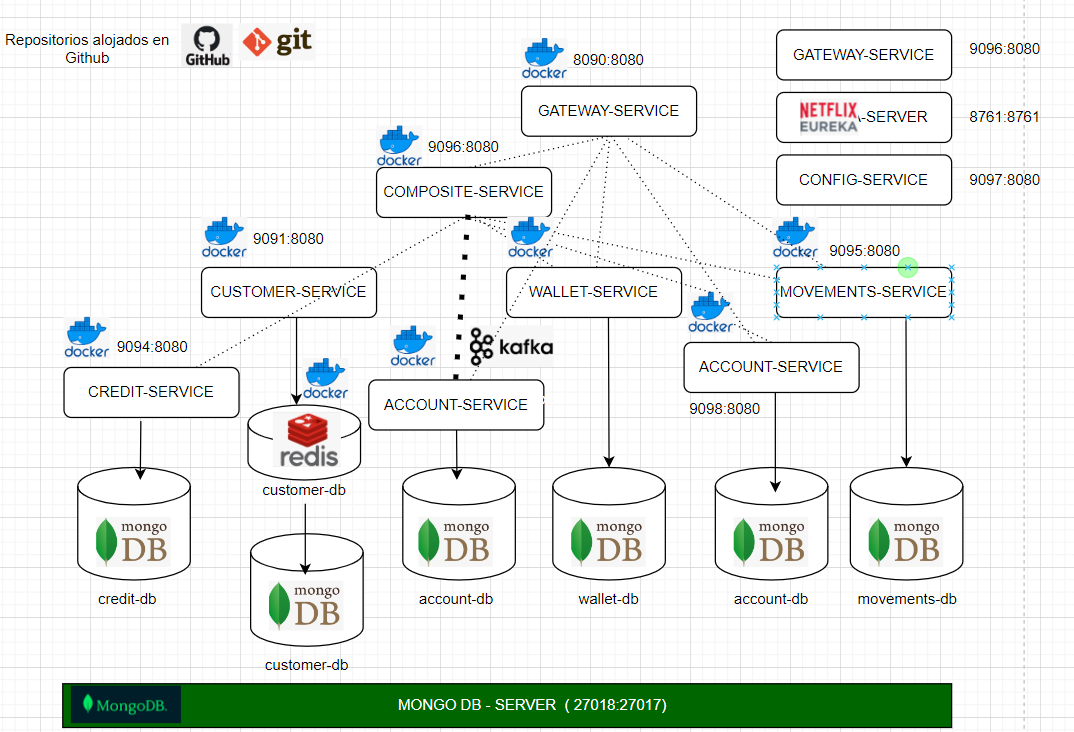 Repositorios alojados en
Github
GitHub
git
docker
8090:8080
GATEWAY-SERVICE
GATEWAY-SERVICE
9096:8080
NETFLIX
EUREKA
-SERVER
8761:8761
CONFIG-SERVICE
9097:8080
docker
9096:8080
COMPOSITE-SERVICE
docker
9091:8080
CUSTOMER-SERVICE
docker
WALLET-SERVICE
docker
9095:8080
MOVEMENTS-SERVICE
docker
9094:8080
CREDIT-SERVICE
docker
docker
kafka
ACCOUNT-SERVICE
docker
ACCOUNT-SERVICE
9098:8080
redis
customer-db
mongo
DB
credit-db
mongo
DB
customer-db
mongo
DB
account-db
mongo
DB
wallet-db
mongo
DB
account-db
mongo
DB
movements-db
MongoDB.
MONGO DB - SERVER ( 27018:27017)